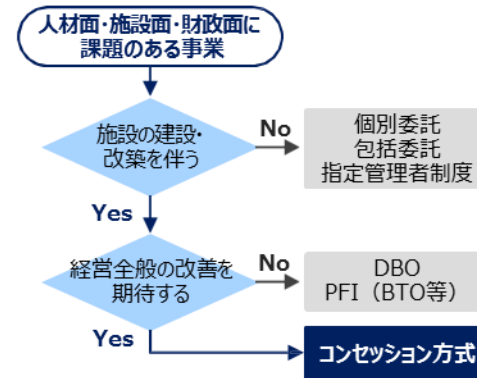 人材面・施設面・財政面に
課題のある事業
施設の建設・
改築を伴う
No
個別委託
包括委託
指定管理者制度
Yes
経営全般の改善を
期待する
No
DBO
PFI（BTO等）
Yes
コンセッション方式